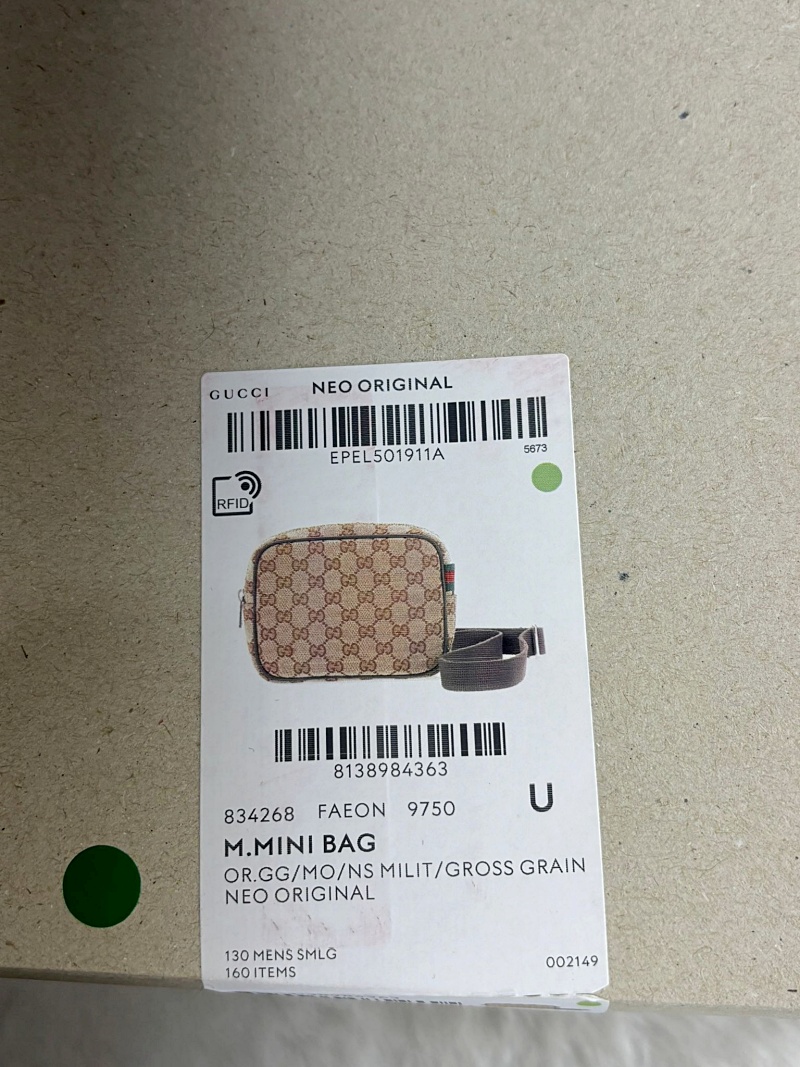 GUCCI NEO ORIGINAL
EPEL501911A
5673
RFID
8138984363
834268 FAEON 9750
U
M.MINI BAG
OR.GG/MO/NS MILIT/GROSS GRAIN
NEO ORIGINAL
130 MENS SMLG
160 ITEMS
002149